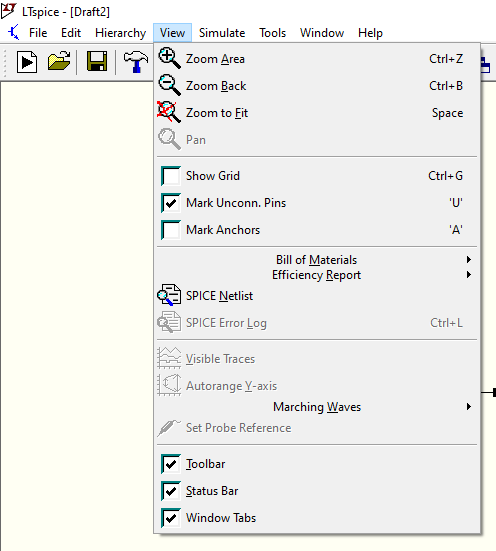 LTspice - [Draft2]
File Edit Hierarchy View Simulate Tools Window Help
Zoom Area Ctrl+Z
Zoom Back Ctrl+B
Zoom to Fit Space
Pan
Show Grid Ctrl+G
Mark Unconn. Pins 'U'
Mark Anchors 'A'
Bill of Materials
Efficiency Report
SPICE Netlist
SPICE Error Log Ctrl+L
Visible Traces
Autorange Y-axis
Marching Waves
Set Probe Reference
Toolbar
Status Bar
Window Tabs